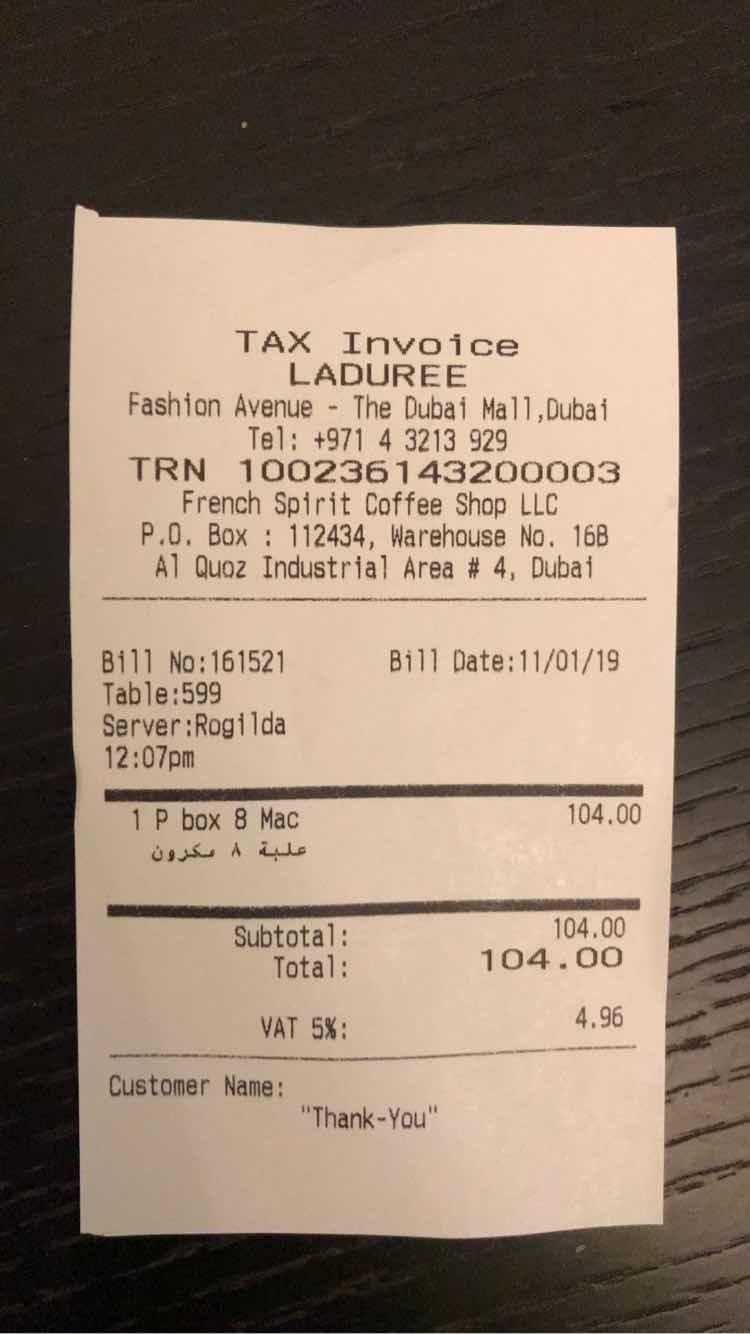 TAX Invoice
LADUREE
Fashion Avenue - The Dubai Mall,Dubai
Tel: +971 4 3213 929
TRN 100236143200003
French Spirit Coffee Shop LLC
P.O. Box : 112434, Warehouse No. 16B
Al Quoz Industrial Area # 4, Dubai
Bill No:161521 Bill Date:11/01/19
Table:599
Server:Rogilda
12:07pm
1 P box 8 Mac 104.00
علبة ٨ مكرون
Subtotal: 104.00
Total: 104.00
VAT 5%: 4.96
Customer Name:
"Thank-You"